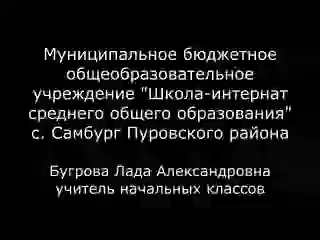 Муниципальное бюджетное
общеобразовательное
учреждение "Школа-интернат
среднего общего образования"
с. Самбург Пуровского района
Бугрова Лада Александровна
учитель начальных классов